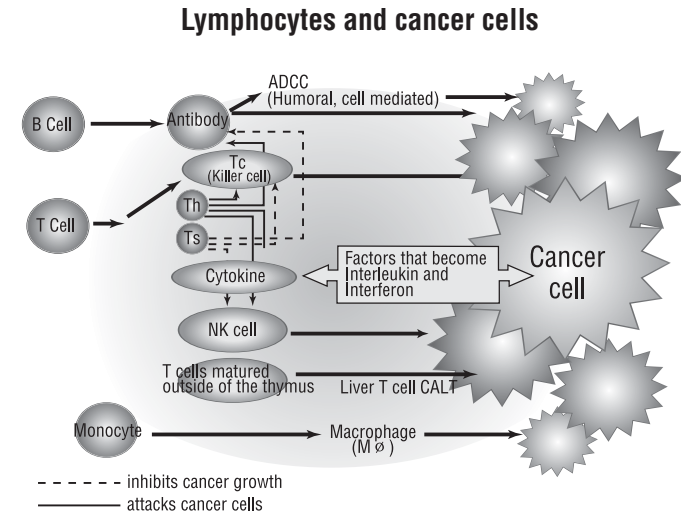 Lymphocytes and cancer cells
ADCC
(Humoral, cell mediated)
B Cell
Antibody
Tc
(Killer cell)
T Cell
Th
Ts
Cytokine
Factors that become
Interleukin and
Interferon
Cancer
cell
NK cell
T cells matured
outside of the thymus
Liver T cell CALT
Monocyte
Macrophage
(M ø )
inhibits cancer growth
attacks cancer cells